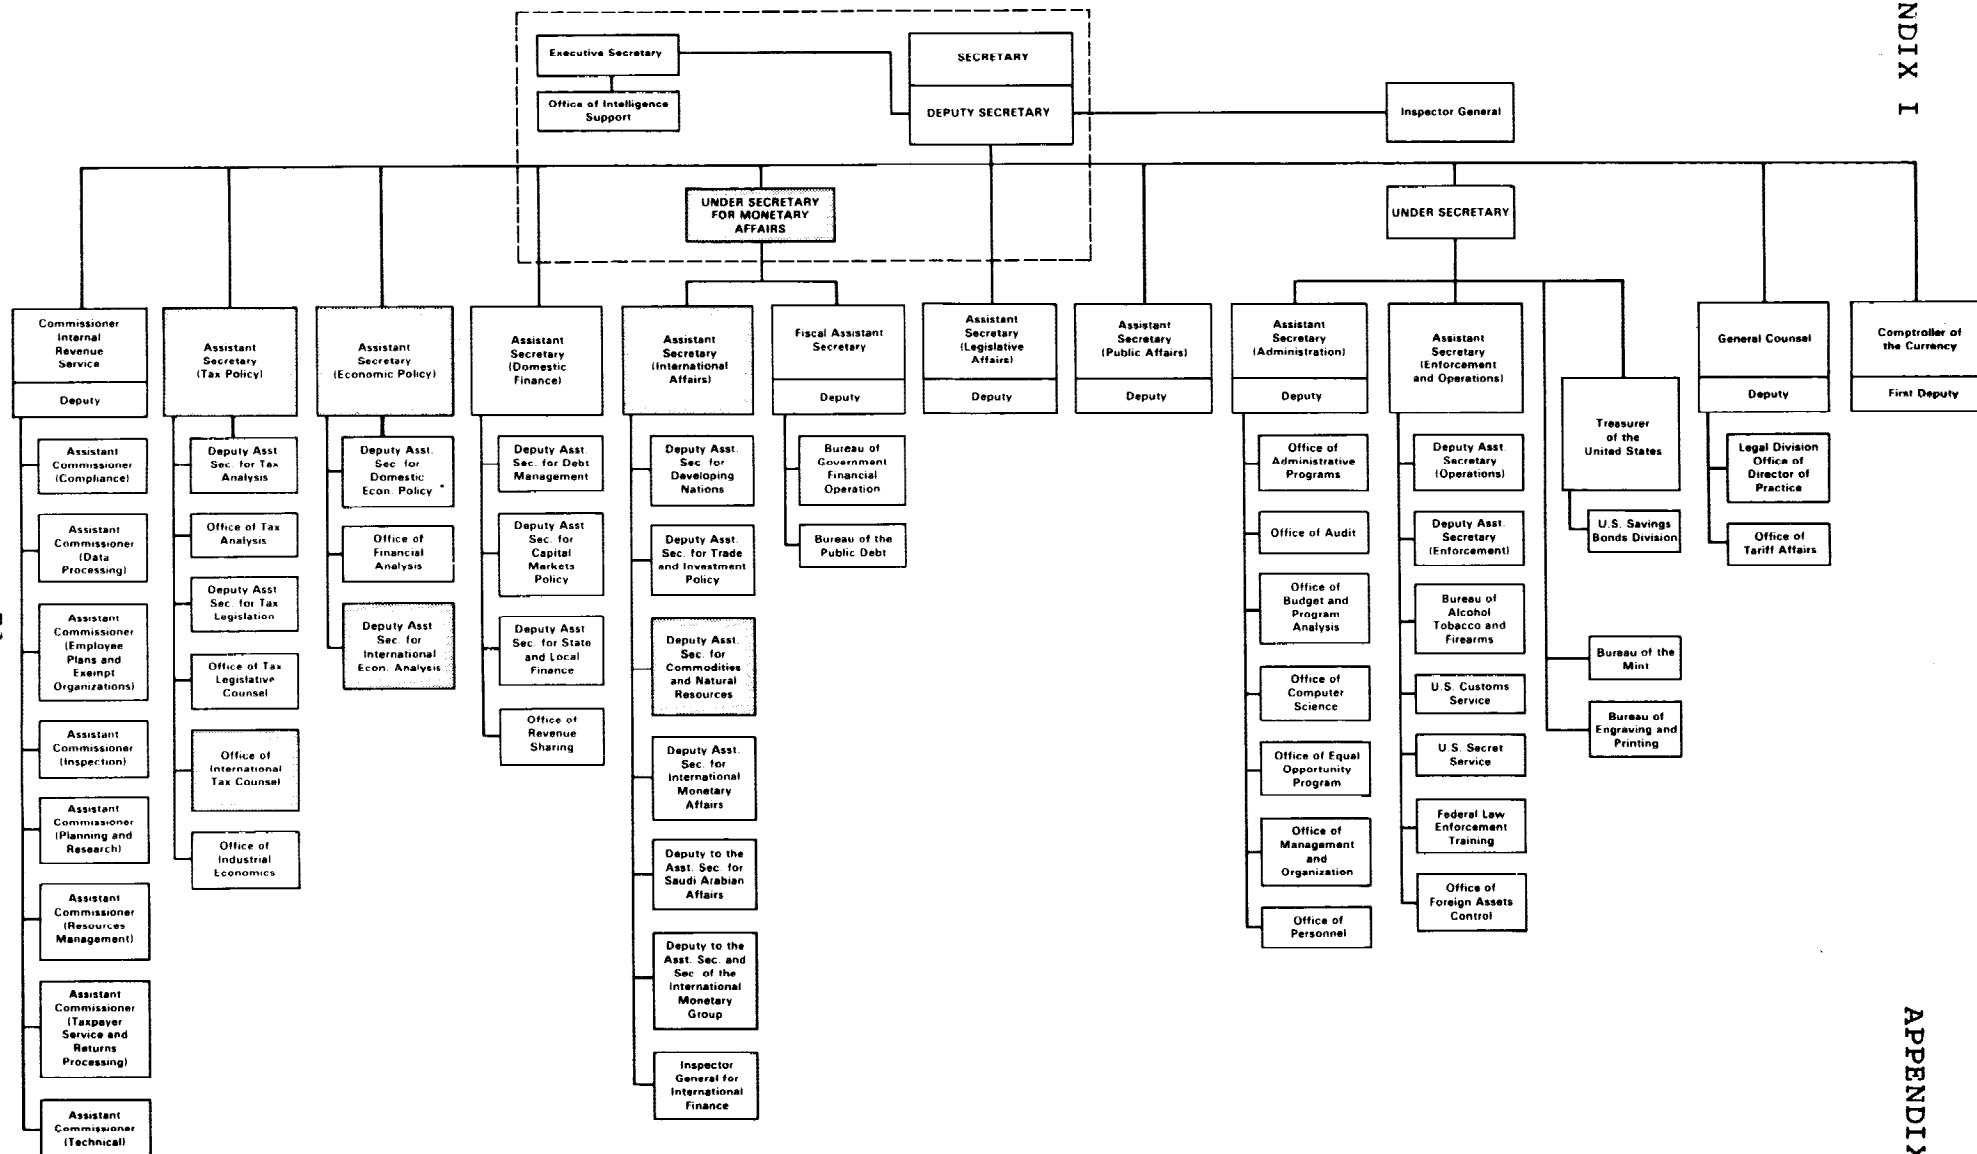 NDIX I
Executive Secretary
Office of Intelligence
Support
SECRETARY
DEPUTY SECRETARY
Inspector General
UNDER SECRETARY
FOR MONETARY
AFFAIRS
UNDER SECRETARY
Commissioner
Internal
Revenue
Service
Deputy
Assistant
Commissioner
(Compliance)
Assistant
Commissioner
(Data
Processing)
Assistant
Commissioner
(Employee
Plans and
Exempt
Organizations)
Assistant
Commissioner
(Inspection)
Assistant
Commissioner
(Planning and
Research)
Assistant
Commissioner
(Resources
Management)
Assistant
Commissioner
(Taxpayer
Service and
Returns
Processing)
Assistant
Commissioner
(Technical)
Assistant
Secretary
(Tax Policy)
Deputy Asst
Sec. for Tax
Analysis
Office of Tax
Analysis
Deputy Asst
Sec. for Tax
Legislation
Office of Tax
Legislative
Counsel
Office of
International
Tax Counsel
Office of
Industrial
Economics
Assistant
Secretary
(Economic Policy)
Deputy Asst.
Sec. for
Domestic
Econ. Policy
Office of
Financial
Analysis
Deputy Asst
Sec. for
International
Econ. Analysis
Assistant
Secretary
(Domestic
Finance)
Deputy Asst.
Sec. for Debt
Management
Deputy Asst
Sec. for
Capital
Markets
Policy
Deputy Asst
Sec. for State
and Local
Finance
Office of
Revenue
Sharing
Assistant
Secretary
(International
Affairs)
Deputy Asst.
Sec. for
Developing
Nations
Deputy Asst.
Sec. for Trade
and Investment
Policy
Deputy Asst.
Sec. for
Commodities
and Natural
Resources
Deputy Asst.
Sec. for
International
Monetary
Affairs
Deputy to the
Asst. Sec. for
Saudi Arabian
Affairs
Deputy to the
Asst. Sec. and
Sec. of the
International
Monetary
Group
Inspector
General for
International
Finance
Fiscal Assistant
Secretary
Deputy
Bureau of
Government
Financial
Operation
Bureau of the
Public Debt
Assistant
Secretary
(Legislative
Affairs)
Deputy
Assistant
Secretary
(Public Affairs)
Deputy
Assistant
Secretary
(Administration)
Deputy
Office of
Administrative
Programs
Office of Audit
Office of
Budget and
Program
Analysis
Office of
Computer
Science
Office of Equal
Opportunity
Program
Office of
Management
and
Organization
Office of
Personnel
Assistant
Secretary
(Enforcement
and Operations)
Deputy Asst.
Secretary
(Operations)
Deputy Asst.
Secretary
(Enforcement)
Bureau of
Alcohol
Tobacco and
Firearms
U.S. Customs
Service
U.S. Secret
Service
Federal Law
Enforcement
Training
Office of
Foreign Assets
Control
Treasurer
of the
United States
U.S. Savings
Bonds Division
Bureau of the
Mint
Bureau of
Engraving and
Printing
General Counsel
Deputy
Legal Division
Office of
Director of
Practice
Office of
Tariff Affairs
Comptroller of
the Currency
First Deputy
APPENDIX